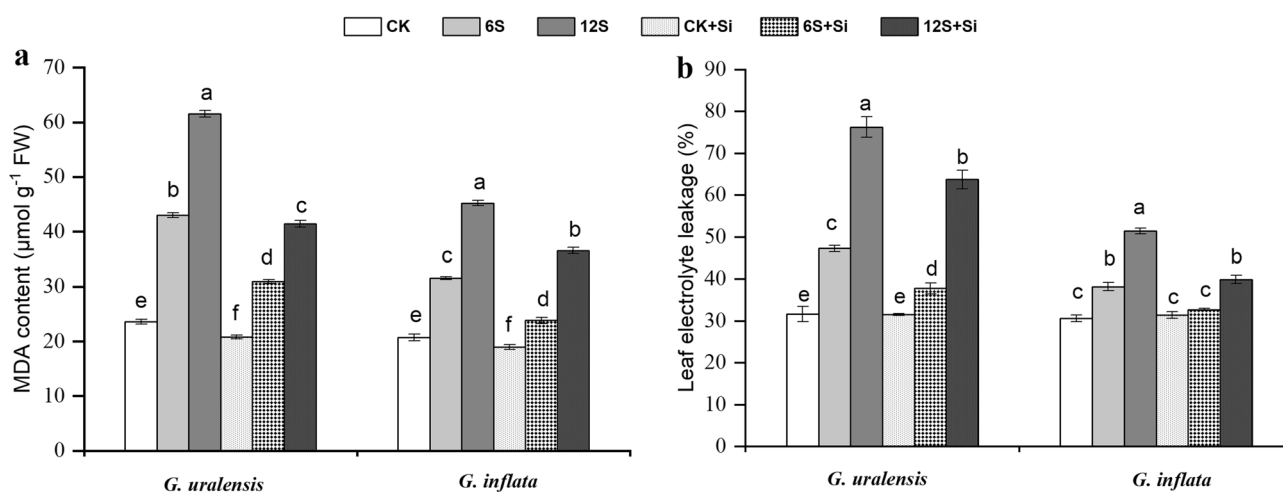 CK 6S 12S CK+Si 6S+Si 12S+Si
a
MDA content (μmol g⁻¹ FW)
70
60
50
40
30
20
10
0
e b a f d c
e c a f d b
G. uralensis G. inflata
b
Leaf electrolyte leakage (%)
90
80
70
60
50
40
30
20
10
0
e c a e d b
c b a c c b
G. uralensis G. inflata